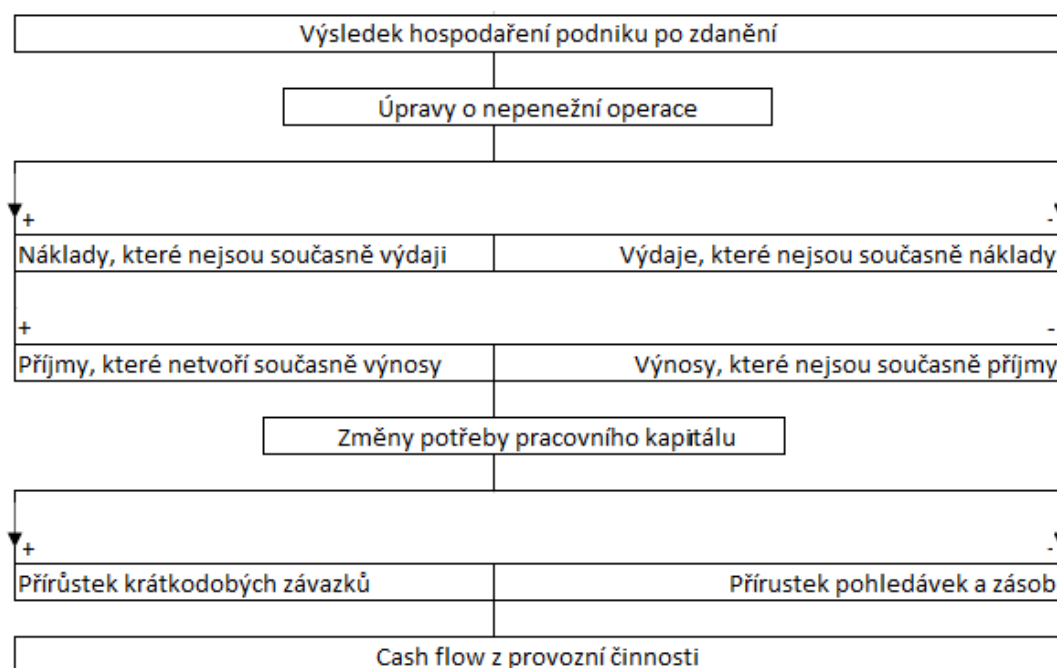 Výsledek hospodaření podniku po zdanění
Úpravy o nepenežní operace
+ -
Náklady, které nejsou současně výdaji Výdaje, které nejsou současně náklady
+ -
Příjmy, které netvoří současně výnosy Výnosy, které nejsou současně příjmy
Změny potřeby pracovního kapitálu
+ -
Přírůstek krátkodobých závazků Přírustek pohledávek a zásob
Cash flow z provozní činnosti